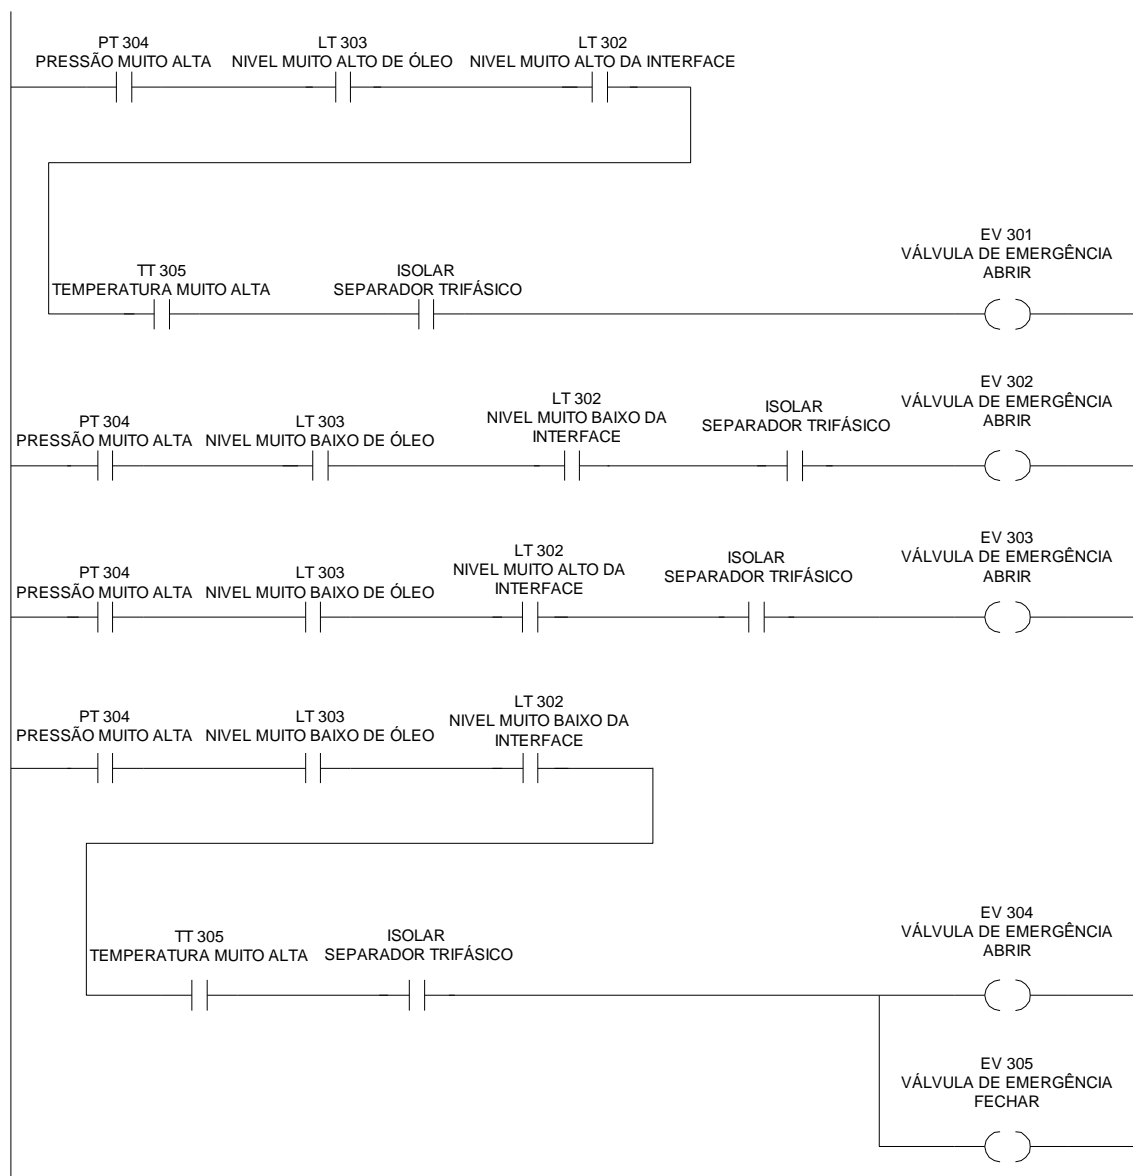 PT 304
PRESSÃO MUITO ALTA
LT 303
NIVEL MUITO ALTO DE ÓLEO
LT 302
NIVEL MUITO ALTO DA INTERFACE
TT 305
TEMPERATURA MUITO ALTA
ISOLAR
SEPARADOR TRIFÁSICO
EV 301
VÁLVULA DE EMERGÊNCIA
ABRIR
PT 304
PRESSÃO MUITO ALTA
LT 303
NIVEL MUITO BAIXO DE ÓLEO
LT 302
NIVEL MUITO BAIXO DA
INTERFACE
ISOLAR
SEPARADOR TRIFÁSICO
EV 302
VÁLVULA DE EMERGÊNCIA
ABRIR
PT 304
PRESSÃO MUITO ALTA
LT 303
NIVEL MUITO BAIXO DE ÓLEO
LT 302
NIVEL MUITO ALTO DA
INTERFACE
ISOLAR
SEPARADOR TRIFÁSICO
EV 303
VÁLVULA DE EMERGÊNCIA
ABRIR
PT 304
PRESSÃO MUITO ALTA
LT 303
NIVEL MUITO BAIXO DE ÓLEO
LT 302
NIVEL MUITO BAIXO DA
INTERFACE
TT 305
TEMPERATURA MUITO ALTA
ISOLAR
SEPARADOR TRIFÁSICO
EV 304
VÁLVULA DE EMERGÊNCIA
ABRIR
EV 305
VÁLVULA DE EMERGÊNCIA
FECHAR